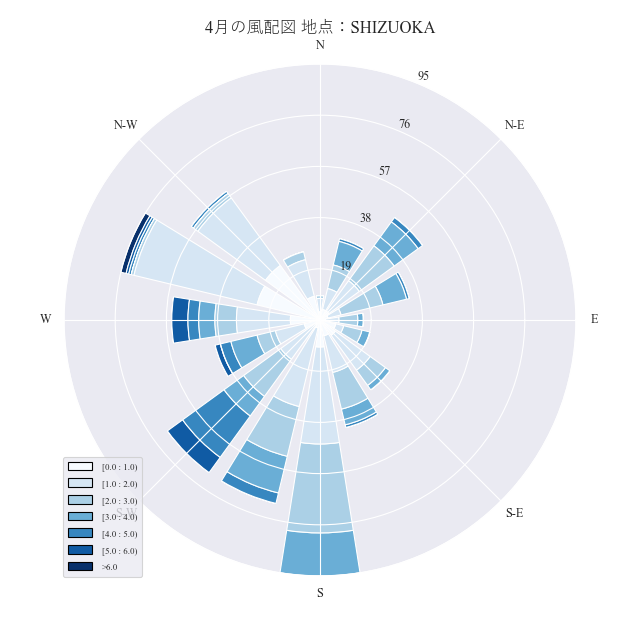 4月の風配図 地点：SHIZUOKA
N
95
76
N-W
N-E
57
38
19
W
E
[0.0 : 1.0)
[1.0 : 2.0)
[2.0 : 3.0)
[3.0 : 4.0)
[4.0 : 5.0)
[5.0 : 6.0)
>6.0
S-W
S-E
S